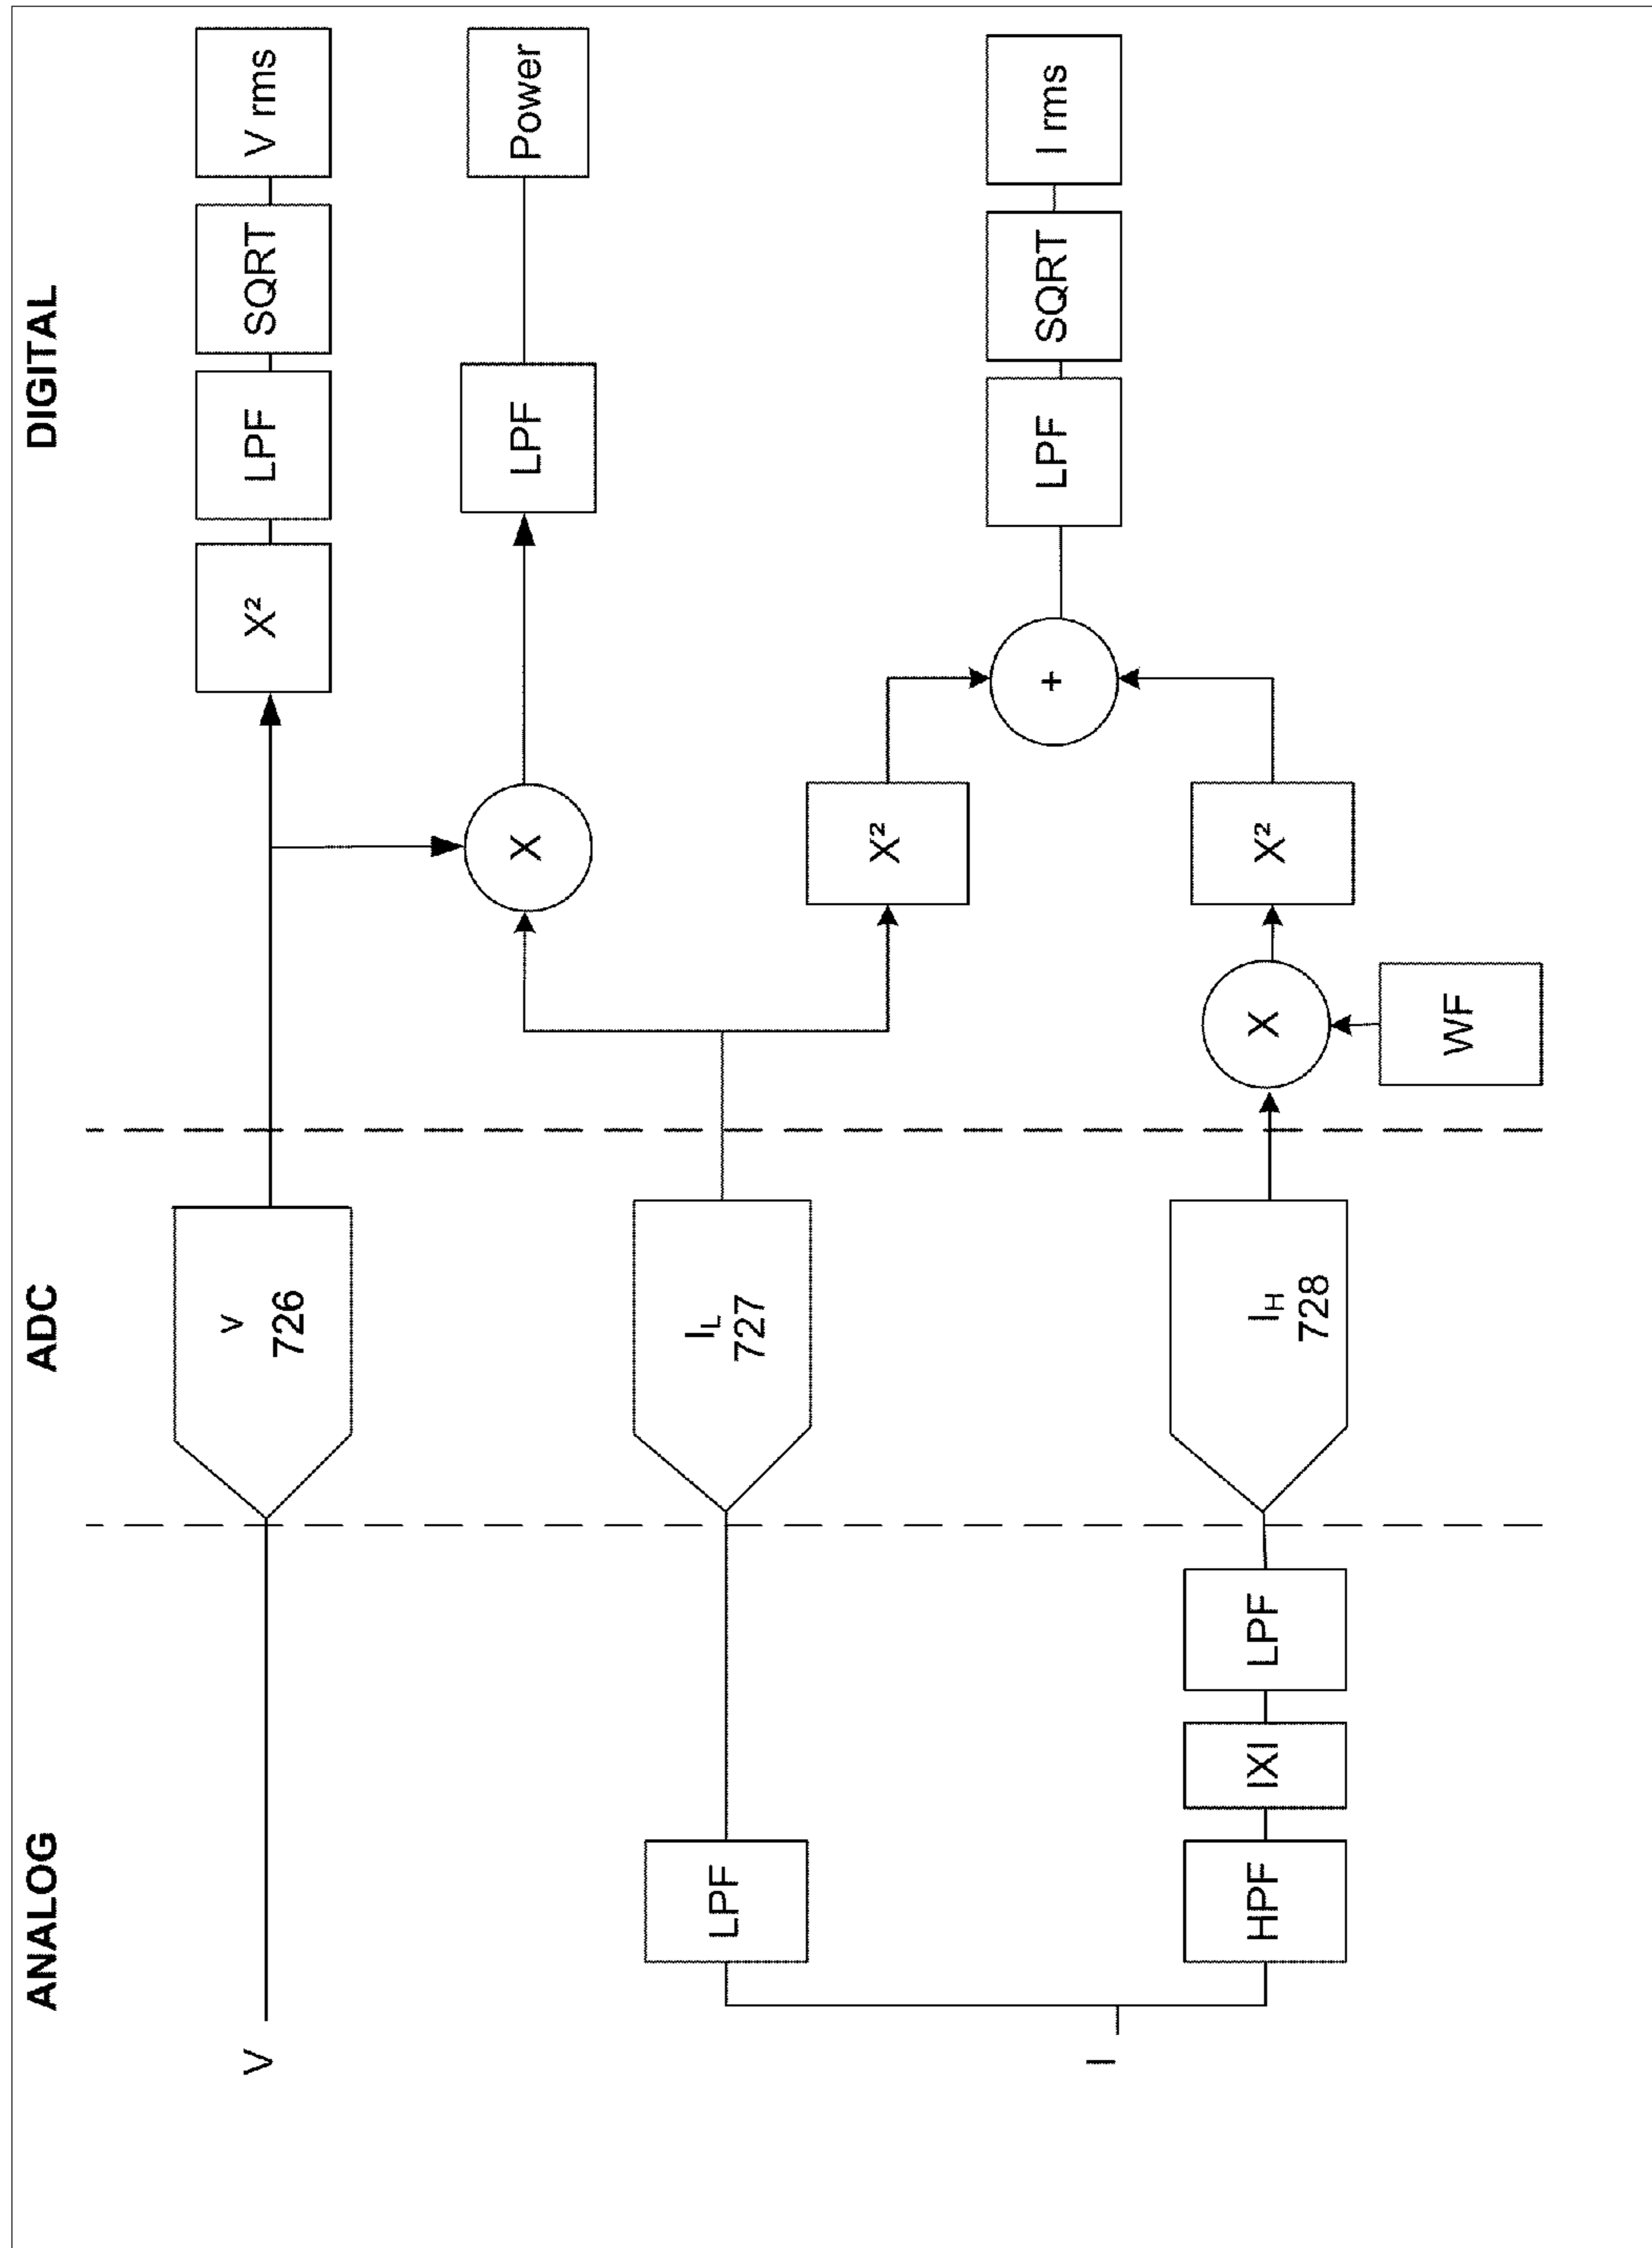 ANALOG
ADC
DIGITAL
V
V
726
X²
LPF
SQRT
V rms
X
LPF
Power
LPF
I_L
727
X²
I
+
LPF
SQRT
I rms
HPF
IXI
LPF
I_H
728
X
X²
WF